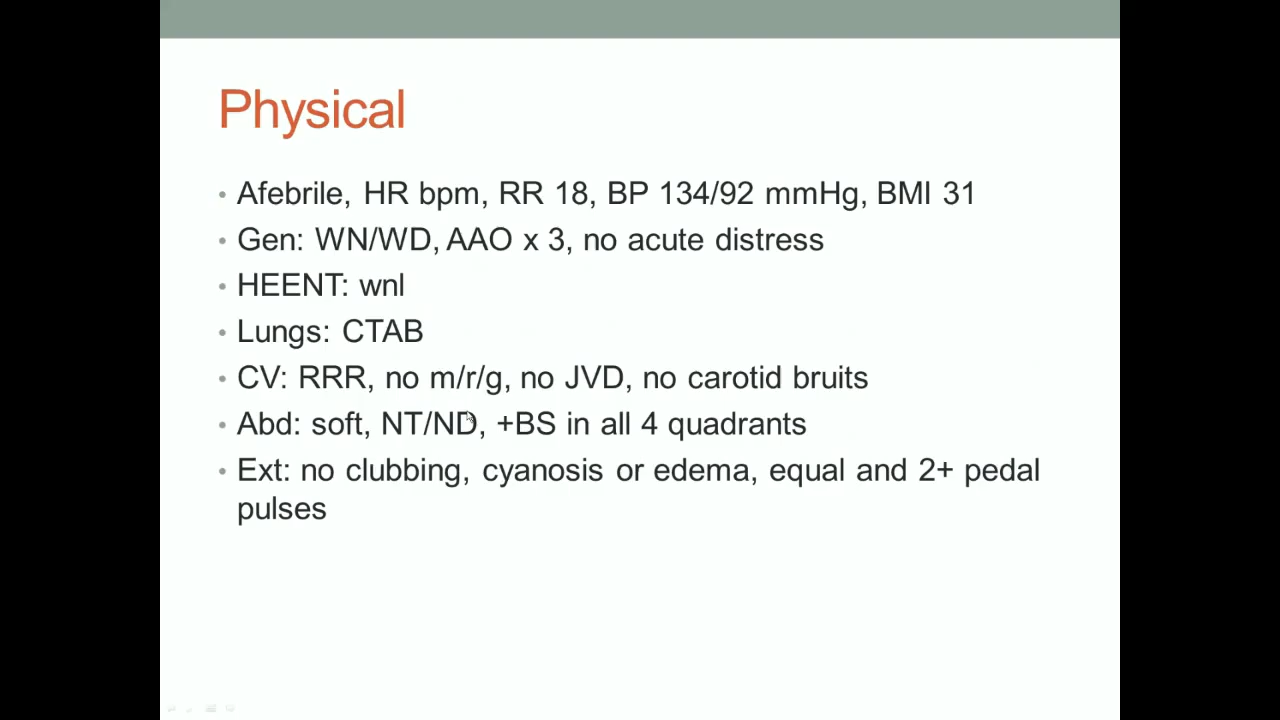 Physical
• Afebrile, HR bpm, RR 18, BP 134/92 mmHg, BMI 31
• Gen: WN/WD, AAO x 3, no acute distress
• HEENT: wnl
• Lungs: CTAB
• CV: RRR, no m/r/g, no JVD, no carotid bruits
• Abd: soft, NT/ND, +BS in all 4 quadrants
• Ext: no clubbing, cyanosis or edema, equal and 2+ pedal
pulses